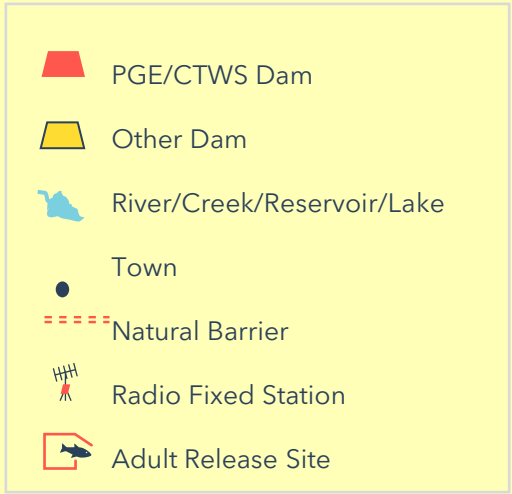 PGE/CTWS Dam
Other Dam
River/Creek/Reservoir/Lake
Town
Natural Barrier
Radio Fixed Station
Adult Release Site